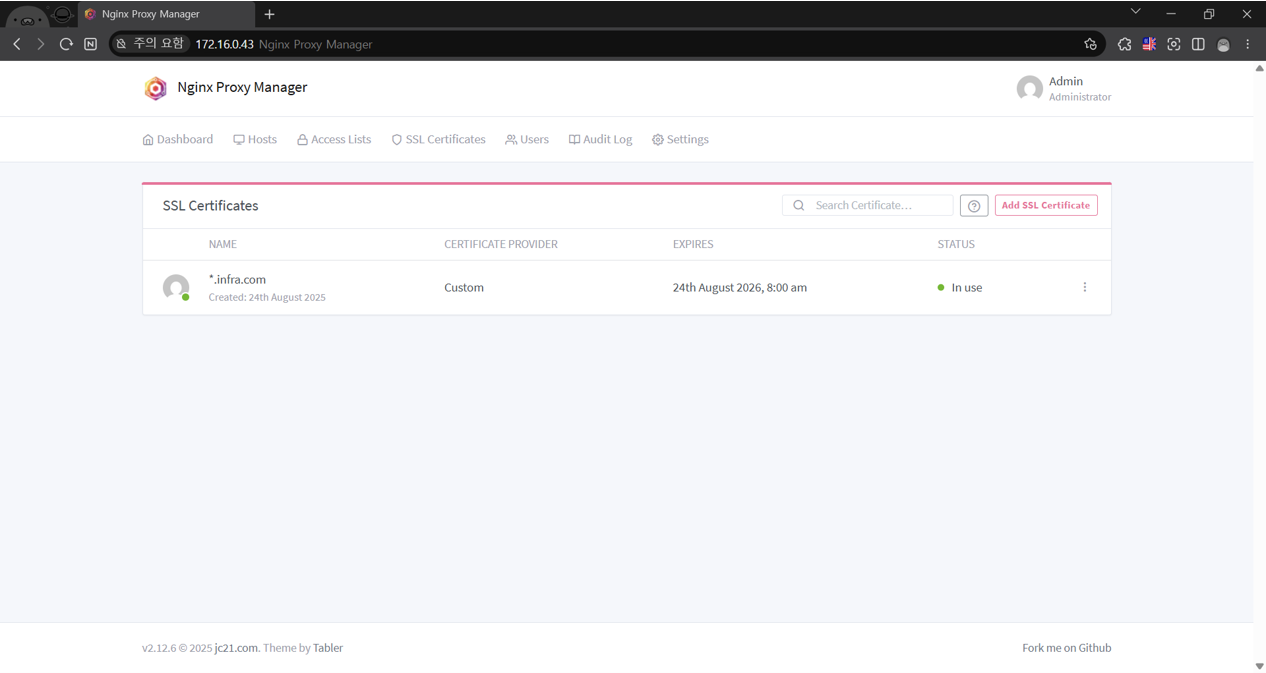 Nginx Proxy Manager
주의 요함 172.16.0.43 Nginx Proxy Manager
Nginx Proxy Manager
Admin
Administrator
Dashboard Hosts Access Lists SSL Certificates Users Audit Log Settings
SSL Certificates Search Certificate... Add SSL Certificate
NAME CERTIFICATE PROVIDER EXPIRES STATUS
*.infra.com
Created: 24th August 2025
Custom 24th August 2026, 8:00 am In use
v2.12.6 © 2025 jc21.com. Theme by Tabler Fork me on Github